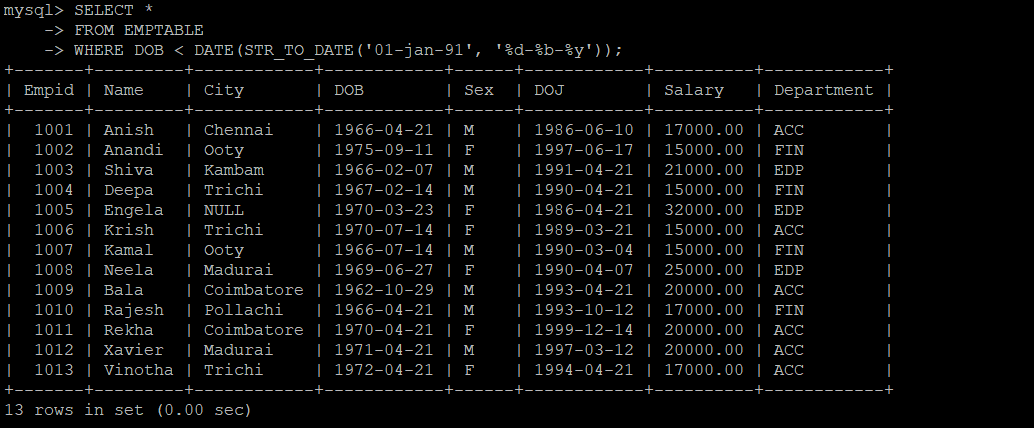 mysql> SELECT *
    -> FROM EMPTABLE
    -> WHERE DOB < DATE(STR_TO_DATE('01-jan-91', '%d-%b-%y'));
+-------+---------+------------+------------+------+------------+----------+------------+
| Empid | Name    | City       | DOB        | Sex  | DOJ        | Salary   | Department |
+-------+---------+------------+------------+------+------------+----------+------------+
|  1001 | Anish   | Chennai    | 1966-04-21 | M    | 1986-06-10 | 17000.00 | ACC        |
|  1002 | Anandi  | Ooty       | 1975-09-11 | F    | 1997-06-17 | 15000.00 | FIN        |
|  1003 | Shiva   | Kambam     | 1966-02-07 | M    | 1991-04-21 | 21000.00 | EDP        |
|  1004 | Deepa   | Trichi     | 1967-02-14 | M    | 1990-04-21 | 15000.00 | FIN        |
|  1005 | Engela  | NULL       | 1970-03-23 | F    | 1986-04-21 | 32000.00 | EDP        |
|  1006 | Krish   | Trichi     | 1970-07-14 | F    | 1989-03-21 | 15000.00 | ACC        |
|  1007 | Kamal   | Ooty       | 1966-07-14 | M    | 1990-03-04 | 15000.00 | FIN        |
|  1008 | Neela   | Madurai    | 1969-06-27 | F    | 1990-04-07 | 25000.00 | EDP        |
|  1009 | Bala    | Coimbatore | 1962-10-29 | M    | 1993-04-21 | 20000.00 | ACC        |
|  1010 | Rajesh  | Pollachi   | 1966-04-21 | M    | 1993-10-12 | 17000.00 | FIN        |
|  1011 | Rekha   | Coimbatore | 1970-04-21 | F    | 1999-12-14 | 20000.00 | ACC        |
|  1012 | Xavier  | Madurai    | 1971-04-21 | M    | 1997-03-12 | 20000.00 | ACC        |
|  1013 | Vinotha | Trichi     | 1972-04-21 | F    | 1994-04-21 | 17000.00 | ACC        |
+-------+---------+------------+------------+------+------------+----------+------------+
13 rows in set (0.00 sec)